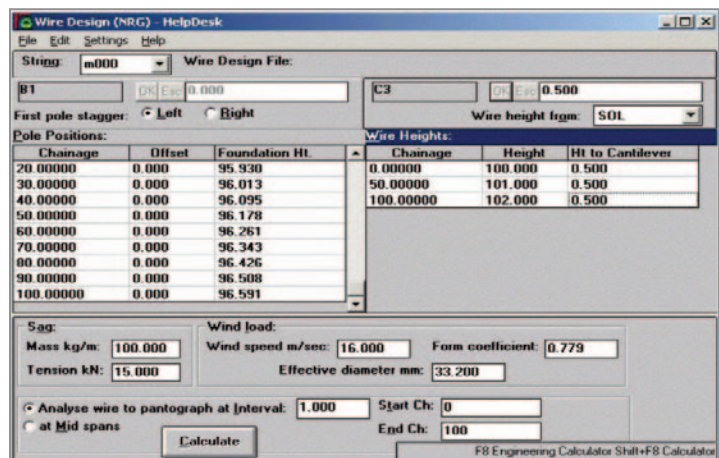 Wire Design (NRG) - HelpDesk
File Edit Settings Help
String: m000 Wire Design File:
B1 OK Esc 0.000 C3 OK Esc 0.500
First pole stagger: Left Right Wire height from: SOL
Pole Positions: Wire Heights:
Chainage Offset Foundation Ht. Chainage Height Ht to Cantilever
20.00000 0.000 95.930 0.00000 100.000 0.500
30.00000 0.000 96.013 50.00000 101.000 0.500
40.00000 0.000 96.095 100.00000 102.000 0.500
50.00000 0.000 96.178
60.00000 0.000 96.261
70.00000 0.000 96.343
80.00000 0.000 96.426
90.00000 0.000 96.508
100.00000 0.000 96.591
Sag: Wind load:
Mass kg/m: 100.000 Wind speed m/sec: 16.000 Form coefficient: 0.779
Tension kN: 15.000 Effective diameter mm: 33.200
Analyse wire to pantograph at Interval: 1.000 Start Ch: 0
at Mid spans Calculate End Ch: 100
F8 Engineering Calculator Shift+F8 Calculator